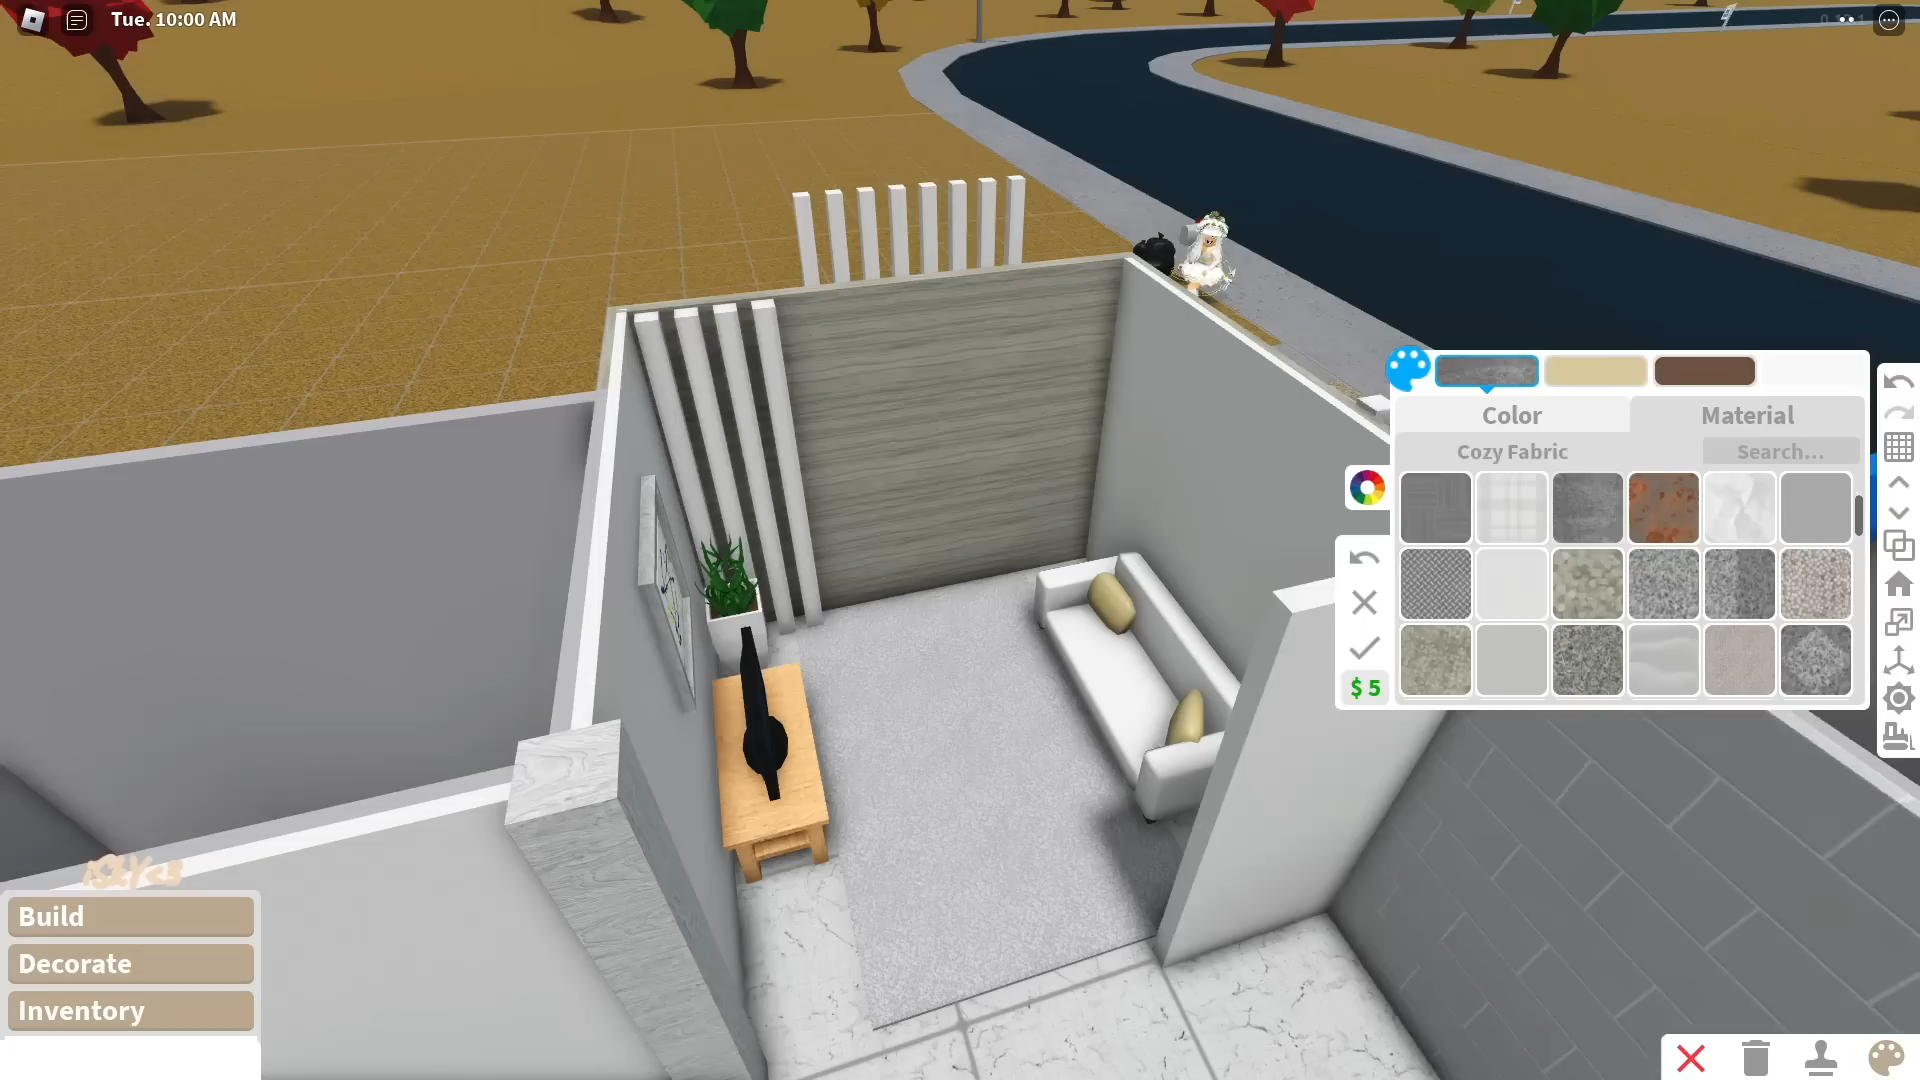 Tue. 10:00 AM
Color
Material
Cozy Fabric
Search...
$ 5
Build
Decorate
Inventory